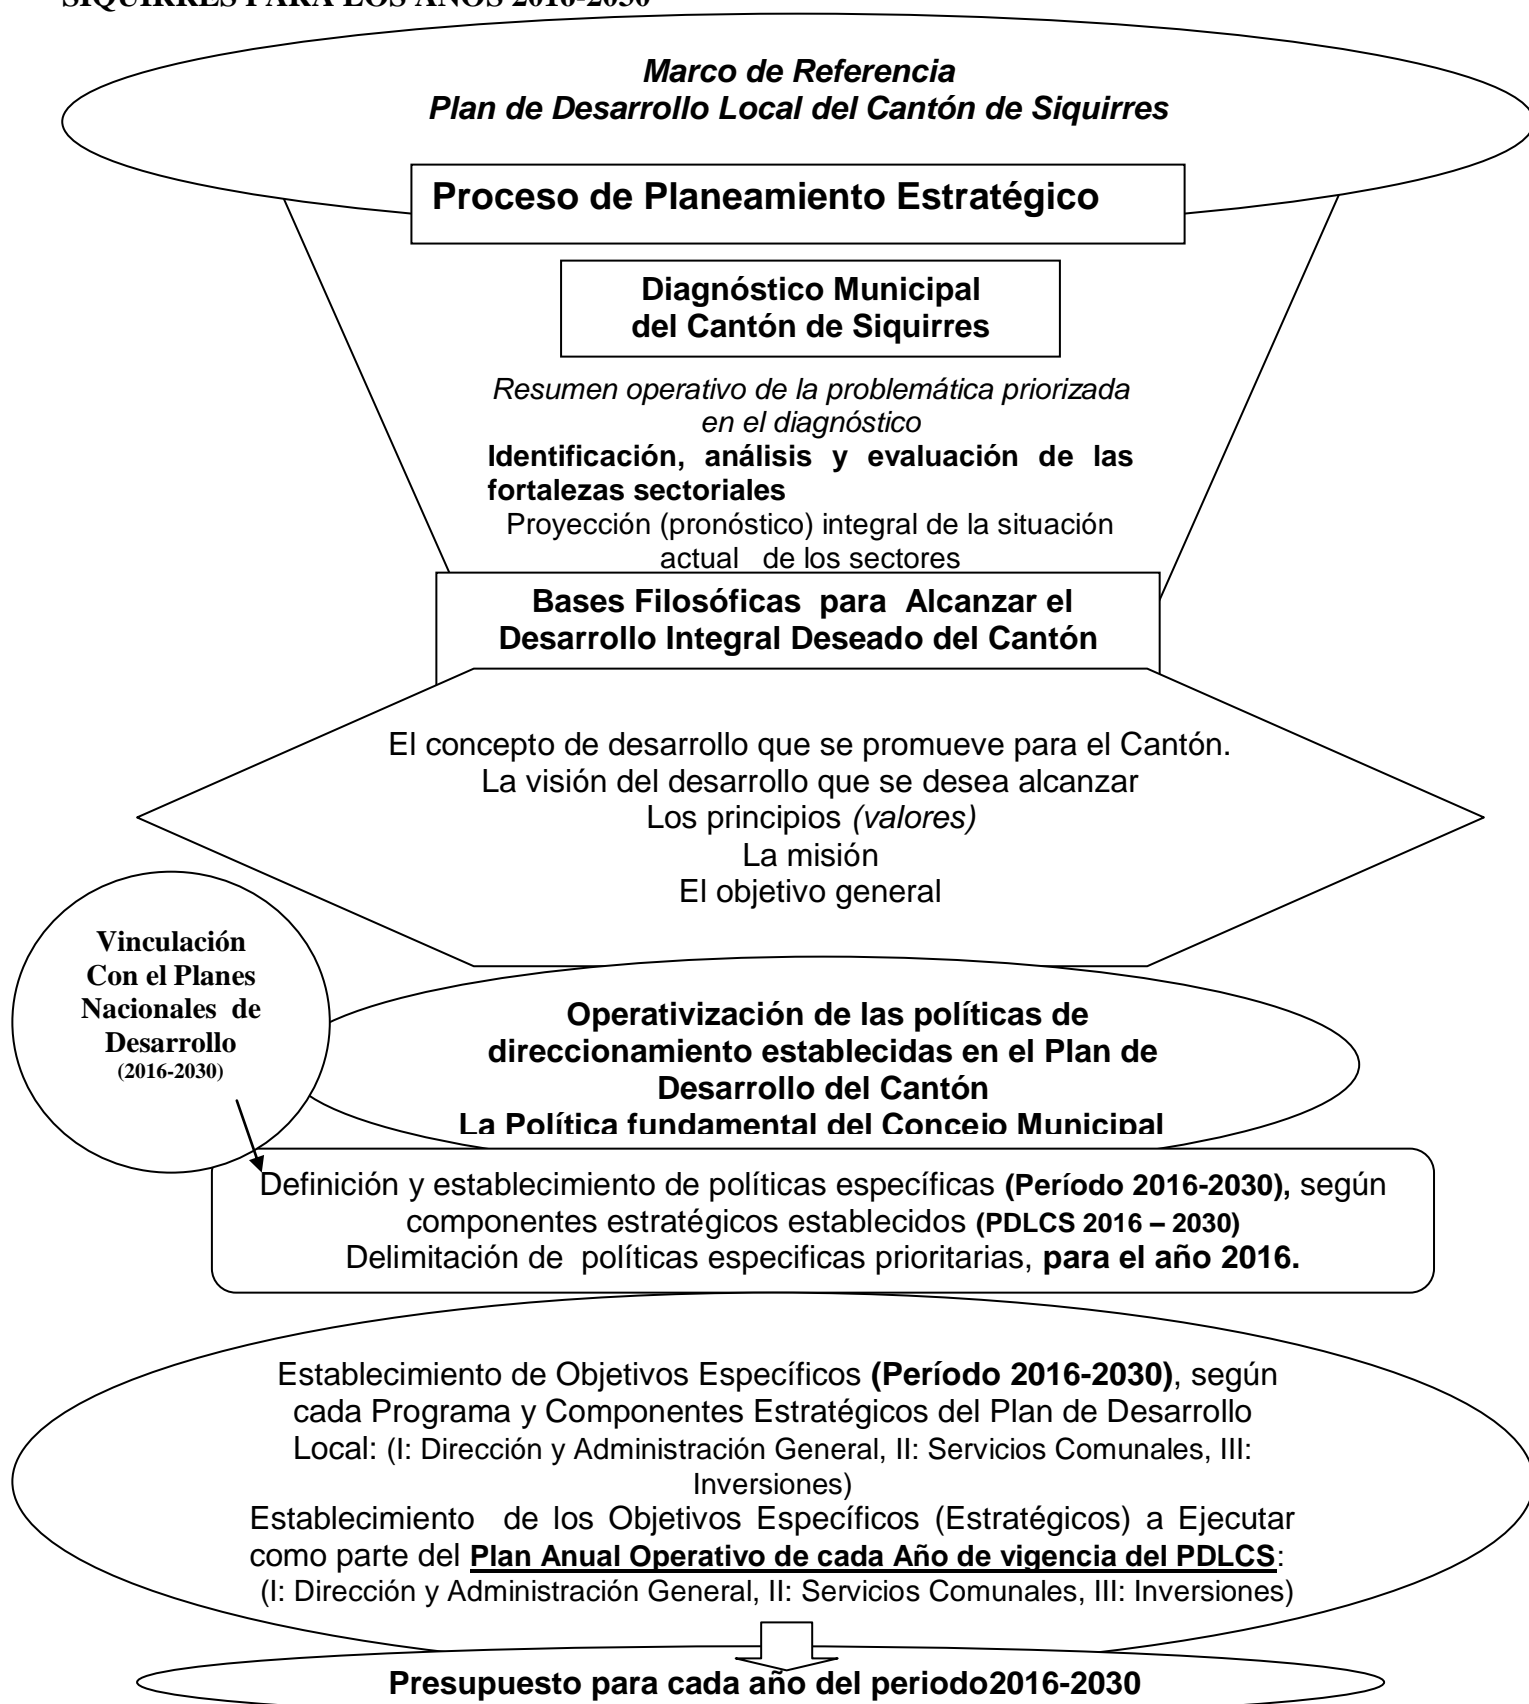 SIQUIRRES PARA LOS AÑOS 2016-2030
Marco de Referencia
Plan de Desarrollo Local del Cantón de Siquirres
Proceso de Planeamiento Estratégico
Diagnóstico Municipal
del Cantón de Siquirres
Resumen operativo de la problemática priorizada
en el diagnóstico
Identificación, análisis y evaluación de las
fortalezas sectoriales
Proyección (pronóstico) integral de la situación
actual de los sectores
Bases Filosóficas para Alcanzar el
Desarrollo Integral Deseado del Cantón
El concepto de desarrollo que se promueve para el Cantón.
La visión del desarrollo que se desea alcanzar
Los principios (valores)
La misión
El objetivo general
Vinculación
Con el Planes
Nacionales de
Desarrollo
(2016-2030)
Operativización de las políticas de
direccionamiento establecidas en el Plan de
Desarrollo del Cantón
La Política fundamental del Concejo Municipal
Definición y establecimiento de políticas específicas (Período 2016-2030), según
componentes estratégicos establecidos (PDLCS 2016 – 2030)
Delimitación de políticas especificas prioritarias, para el año 2016.
Establecimiento de Objetivos Específicos (Período 2016-2030), según
cada Programa y Componentes Estratégicos del Plan de Desarrollo
Local: (I: Dirección y Administración General, II: Servicios Comunales, III:
Inversiones)
Establecimiento de los Objetivos Específicos (Estratégicos) a Ejecutar
como parte del Plan Anual Operativo de cada Año de vigencia del PDLCS:
(I: Dirección y Administración General, II: Servicios Comunales, III: Inversiones)
Presupuesto para cada año del periodo2016-2030